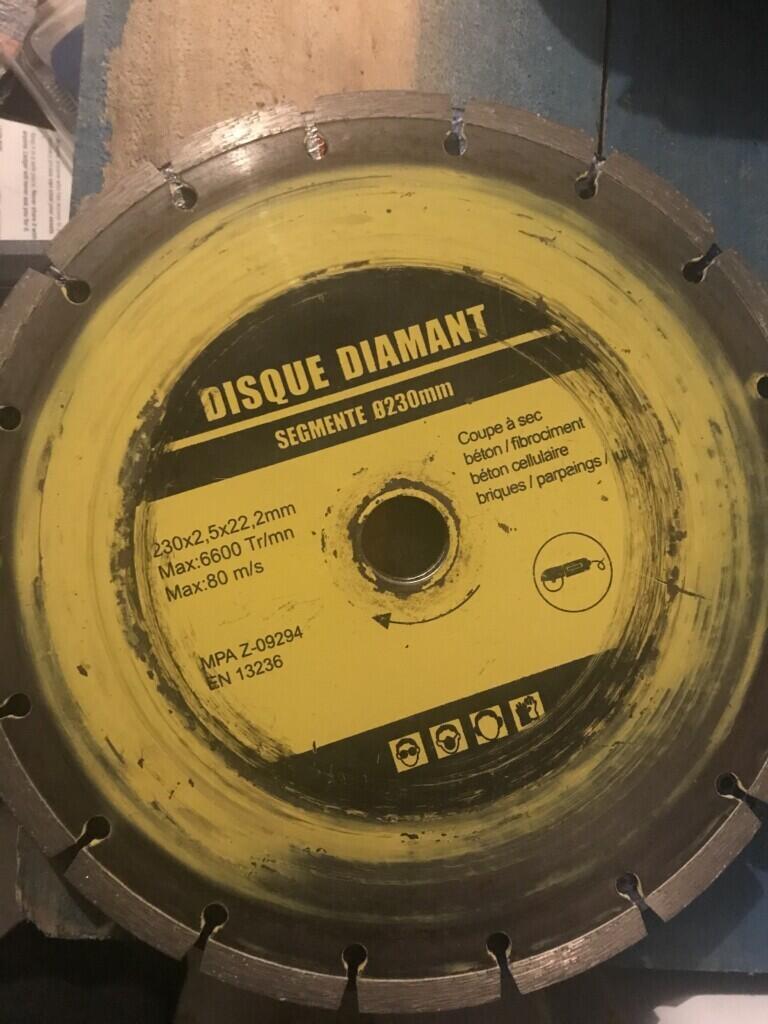 DISQUE DIAMANT
SEGMENTE Ø230mm
Coupe à sec
béton / fibrociment
béton cellulaire
briques / parpaings /
230x2,5x22,2mm
Max:6600 Tr/mn
Max:80 m/s
MPA Z-09294
EN 13236